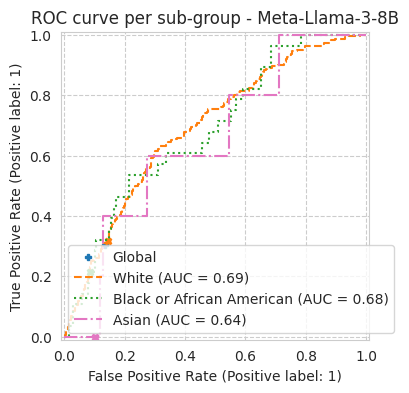 ROC curve per sub-group - Meta-Llama-3-8B
True Positive Rate (Positive label: 1)
1.0
0.8
0.6
0.4
0.2
0.0
Global
White (AUC = 0.69)
Black or African American (AUC = 0.68)
Asian (AUC = 0.64)
0.0 0.2 0.4 0.6 0.8 1.0
False Positive Rate (Positive label: 1)